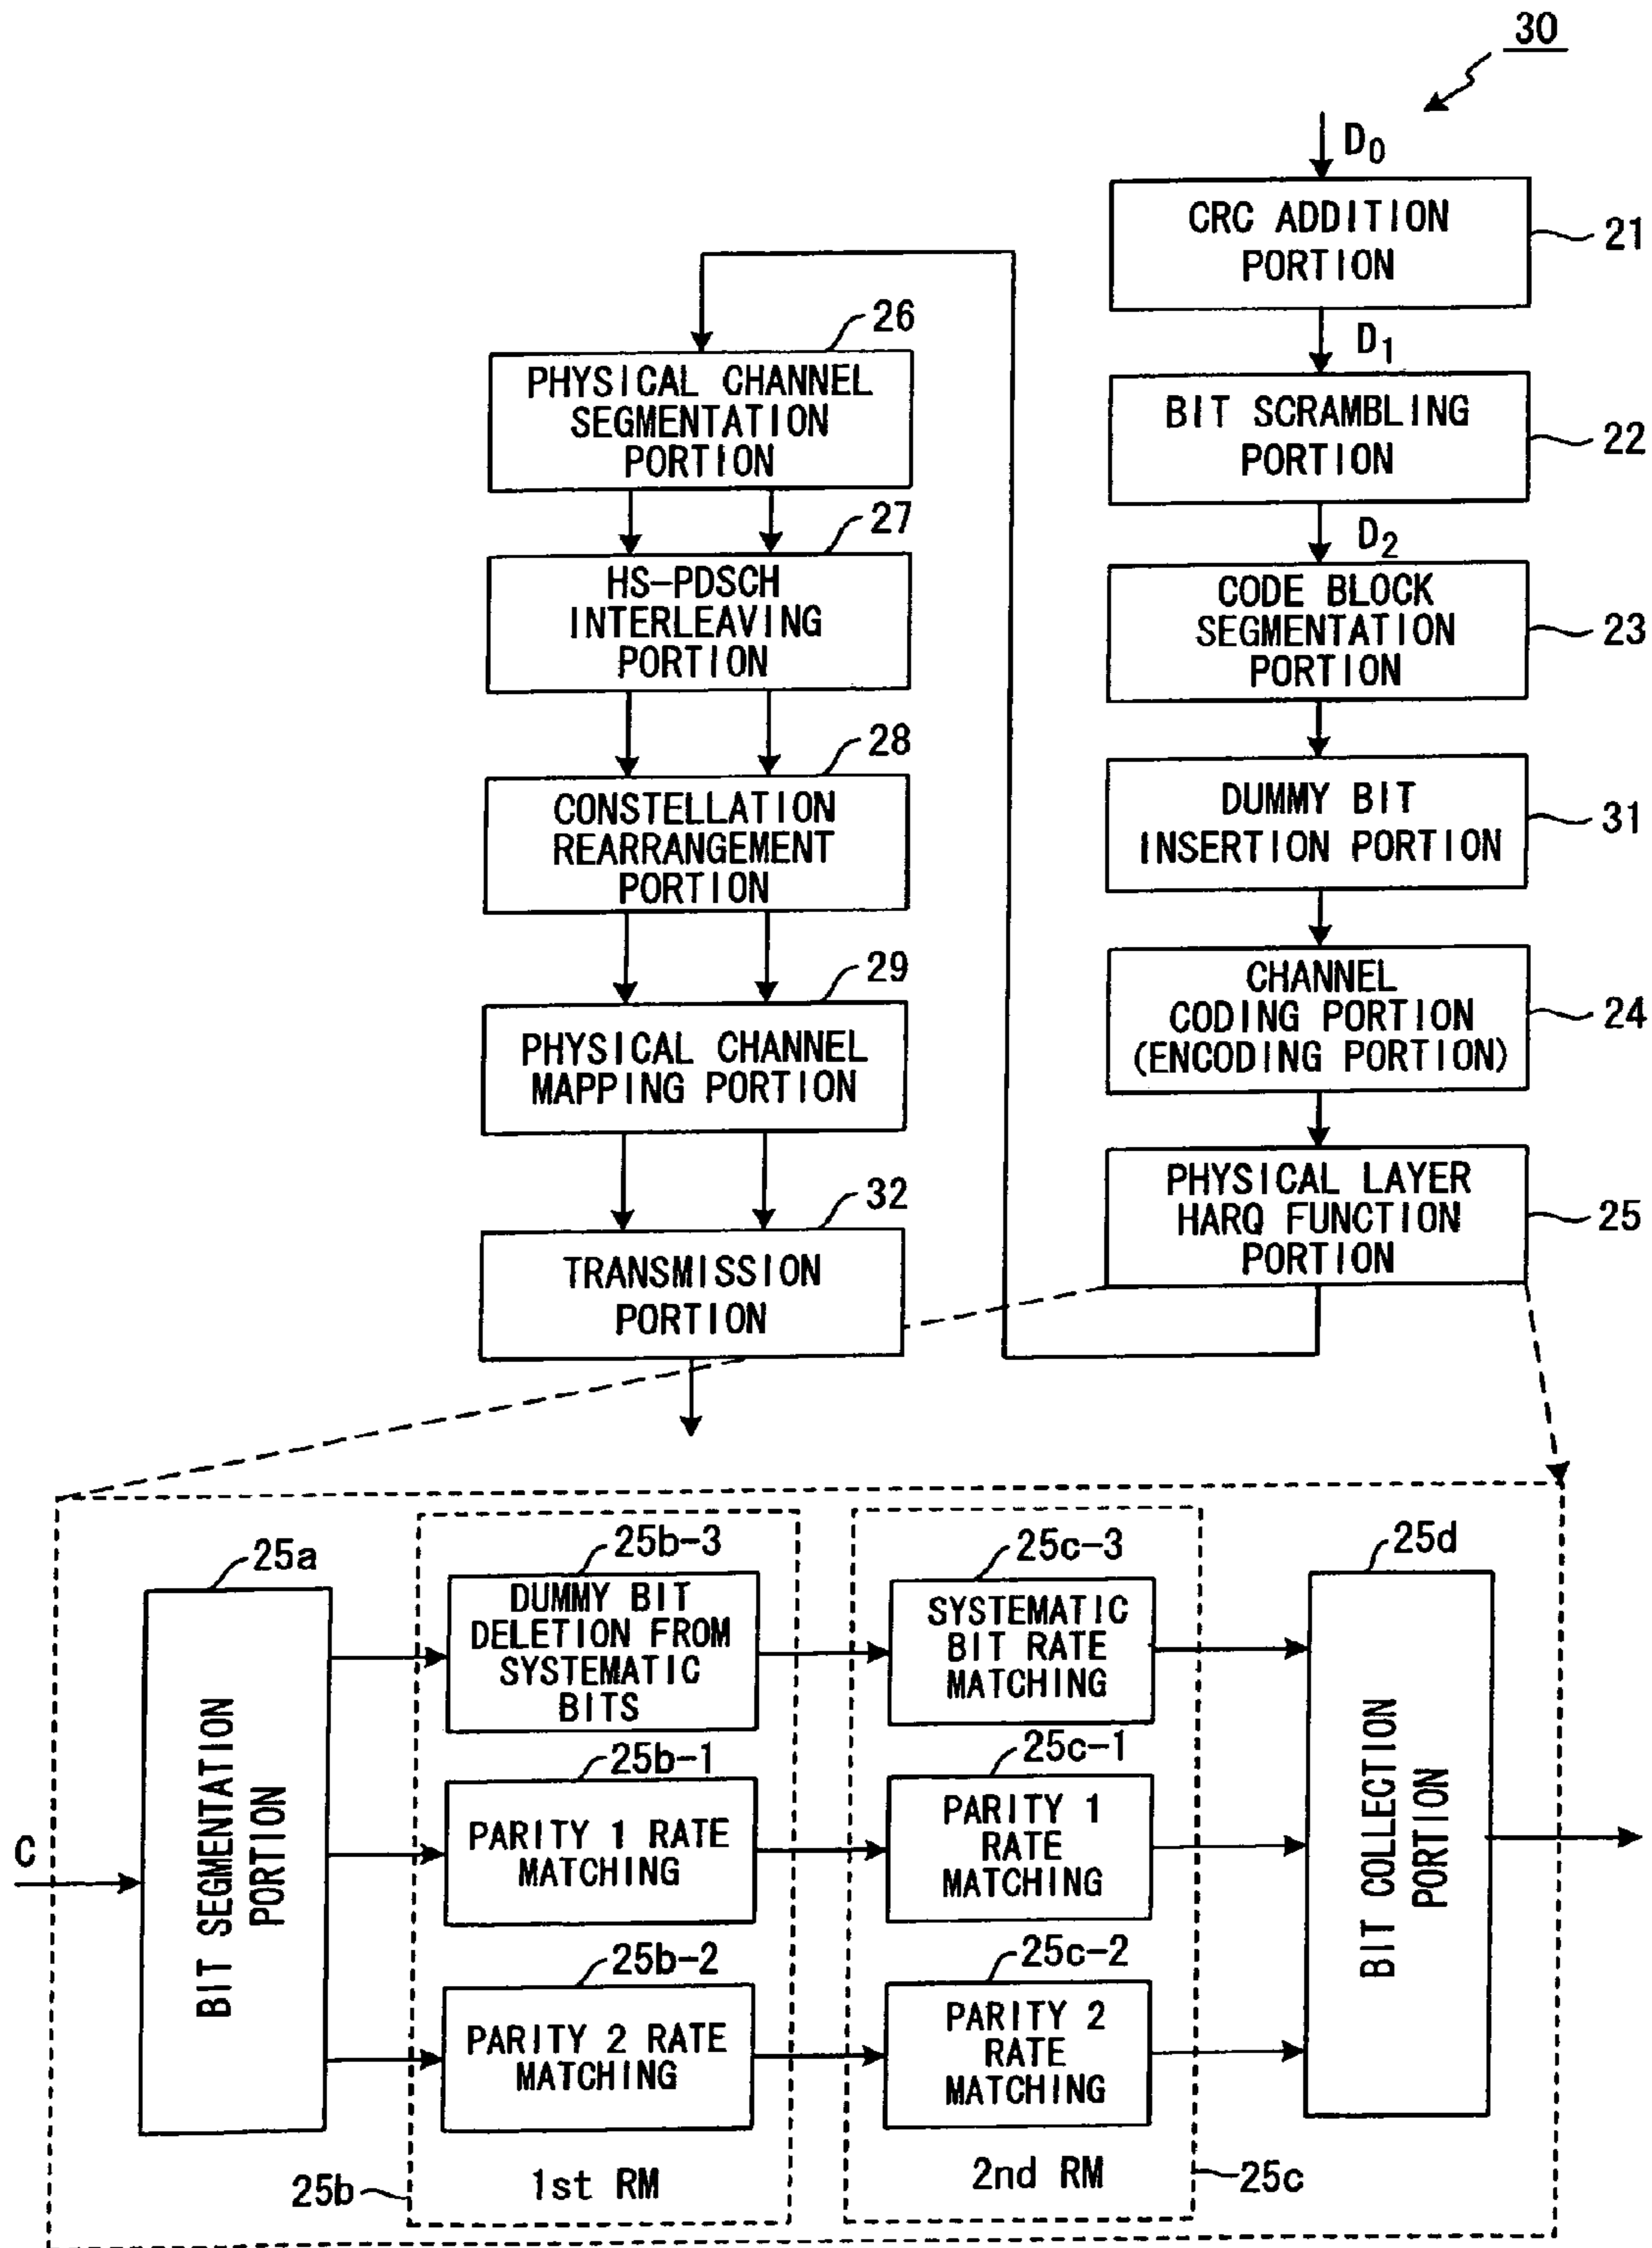 30
D0
CRC ADDITION
PORTION
21
D1
BIT SCRAMBLING
PORTION
22
D2
CODE BLOCK
SEGMENTATION
PORTION
23
DUMMY BIT
INSERTION PORTION
31
CHANNEL
CODING PORTION
(ENCODING PORTION)
24
PHYSICAL LAYER
HARQ FUNCTION
PORTION
25
26
PHYSICAL CHANNEL
SEGMENTATION
PORTION
27
HS-PDSCH
INTERLEAVING
PORTION
28
CONSTELLATION
REARRANGEMENT
PORTION
29
PHYSICAL CHANNEL
MAPPING PORTION
32
TRANSMISSION
PORTION
C
25a
BIT SEGMENTATION
PORTION
25b-3
DUMMY BIT
DELETION FROM
SYSTEMATIC
BITS
25b-1
PARITY 1 RATE
MATCHING
25b-2
PARITY 2 RATE
MATCHING
25b
1st RM
25c-3
SYSTEMATIC
BIT RATE
MATCHING
25c-1
PARITY 1
RATE
MATCHING
25c-2
PARITY 2
RATE
MATCHING
2nd RM
25c
25d
BIT COLLECTION
PORTION